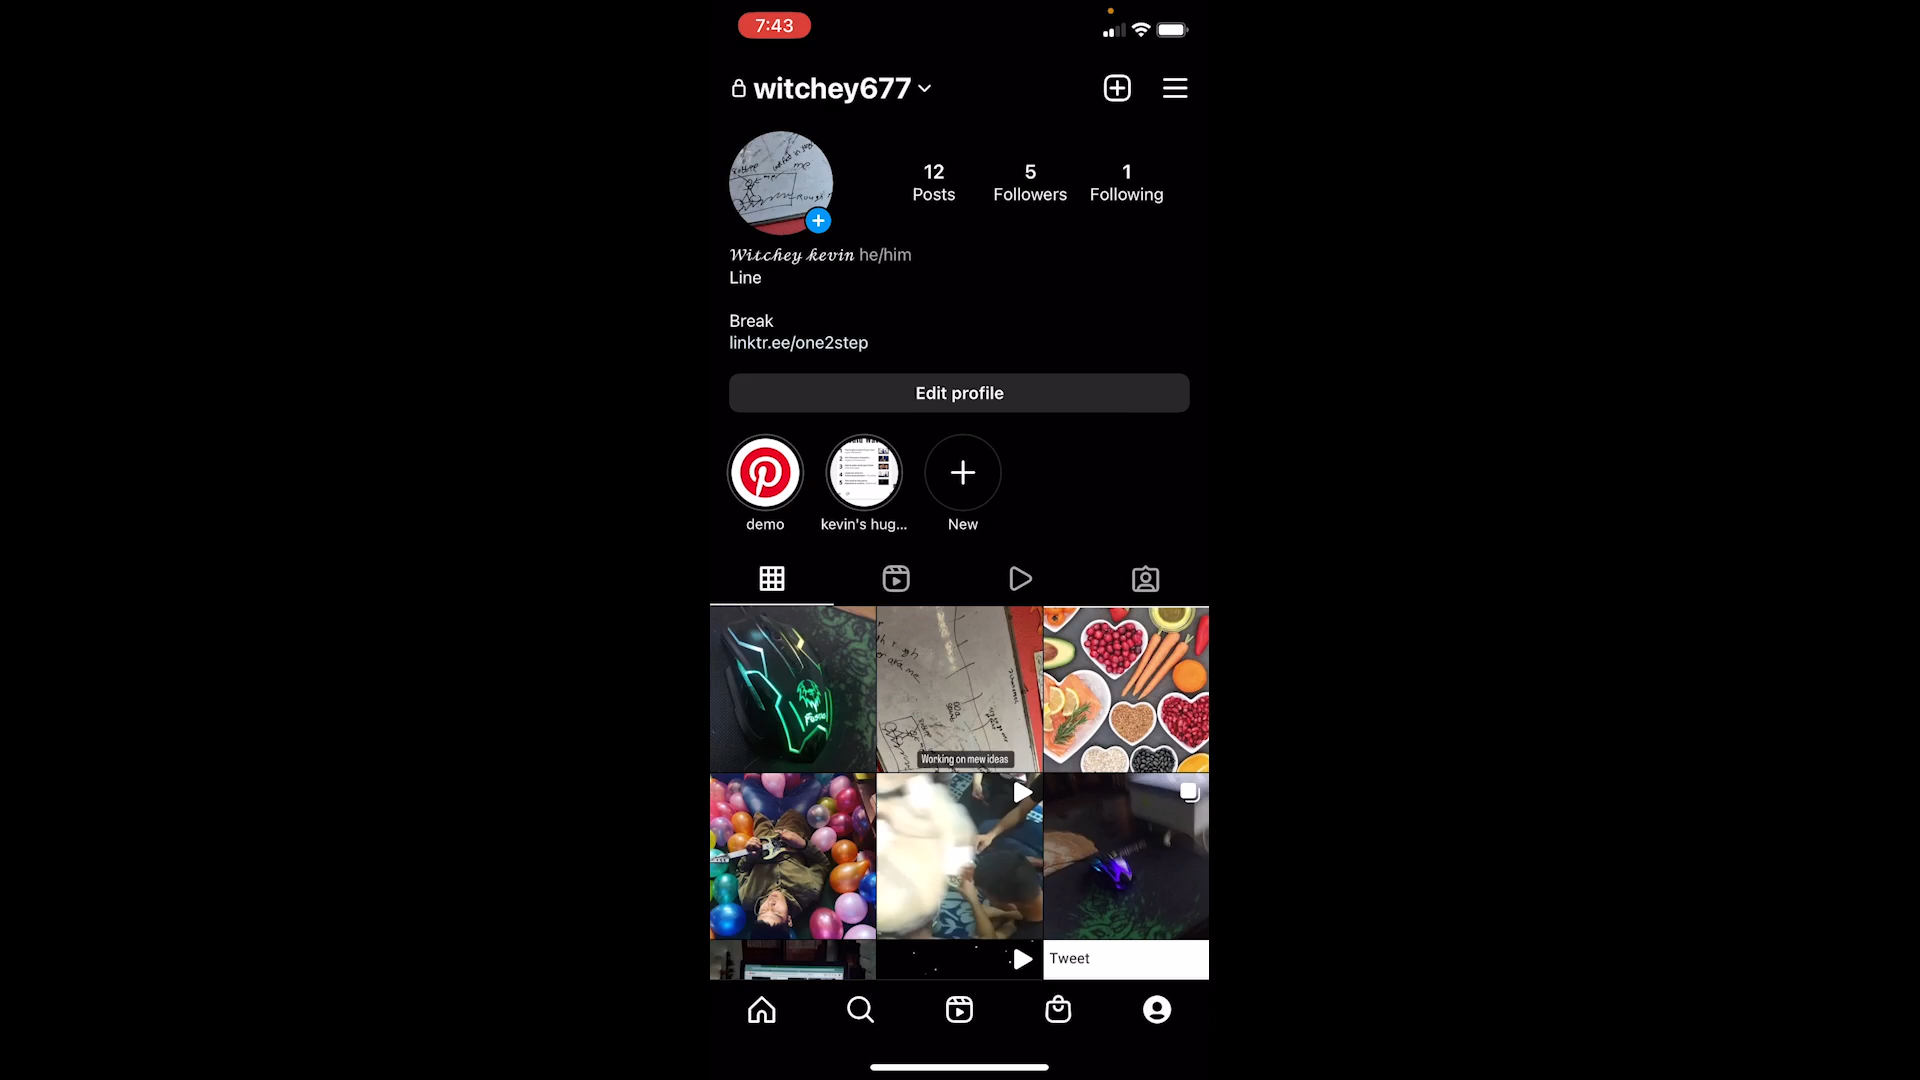 7:43
witchey677
12 5 1
Posts Followers Following
Witchey kevin he/him
Line
Break
linktr.ee/one2step
Edit profile
demo kevin's hug... New
Fusion
Working on mew ideas
Tweet